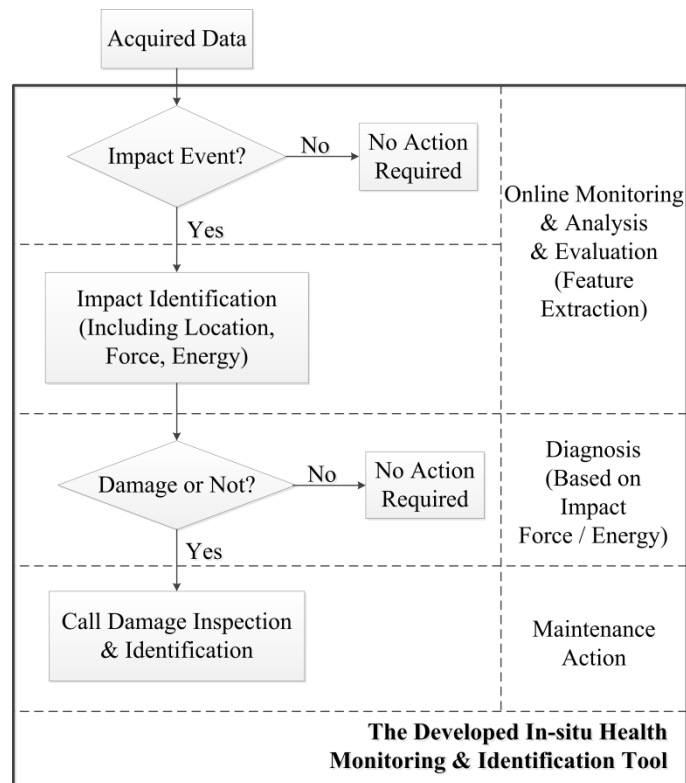 Acquired Data
Impact Event?
No
No Action
Required
Yes
Online Monitoring
& Analysis
& Evaluation
(Feature
Extraction)
Impact Identification
(Including Location,
Force, Energy)
Damage or Not?
No
No Action
Required
Yes
Diagnosis
(Based on
Impact
Force / Energy)
Call Damage Inspection
& Identification
Maintenance
Action
The Developed In-situ Health
Monitoring & Identification Tool